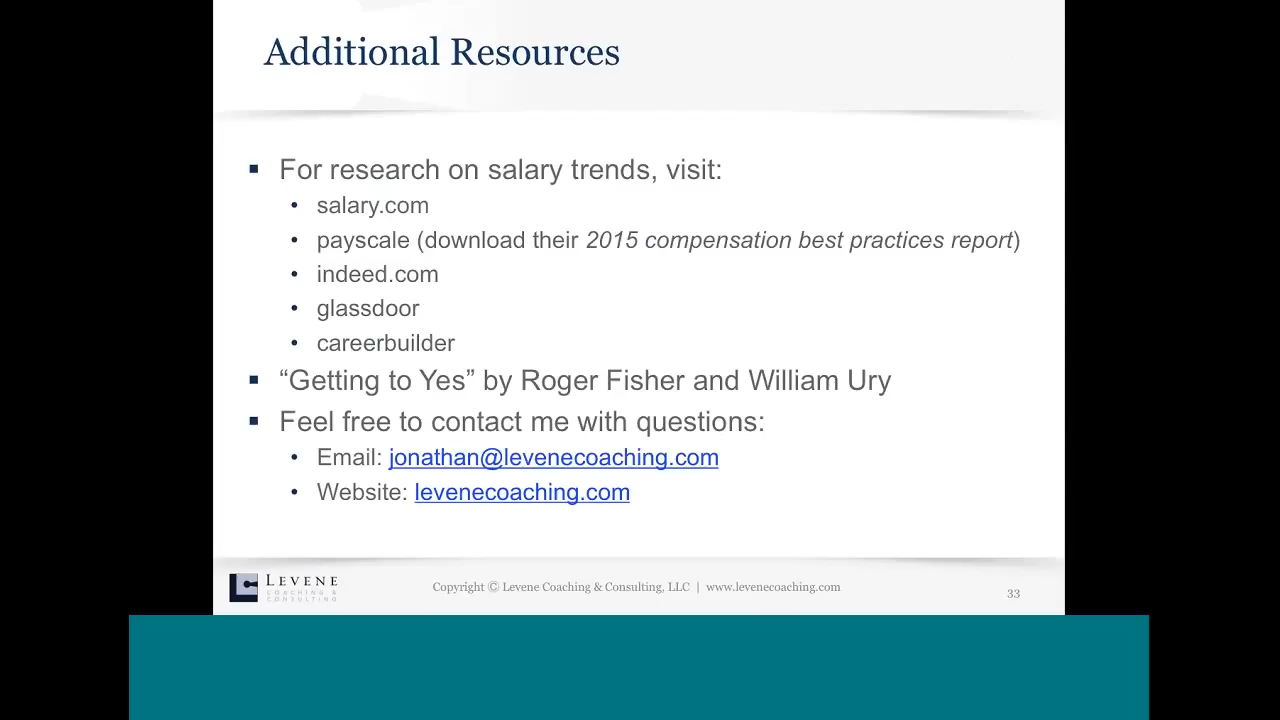 Additional Resources
▪ For research on salary trends, visit:
• salary.com
• payscale (download their 2015 compensation best practices report)
• indeed.com
• glassdoor
• careerbuilder
▪ “Getting to Yes” by Roger Fisher and William Ury
▪ Feel free to contact me with questions:
• Email: jonathan@levenecoaching.com
• Website: levenecoaching.com
LEVENE
COACHING &
CONSULTING
Copyright © Levene Coaching & Consulting, LLC | www.levenecoaching.com
33